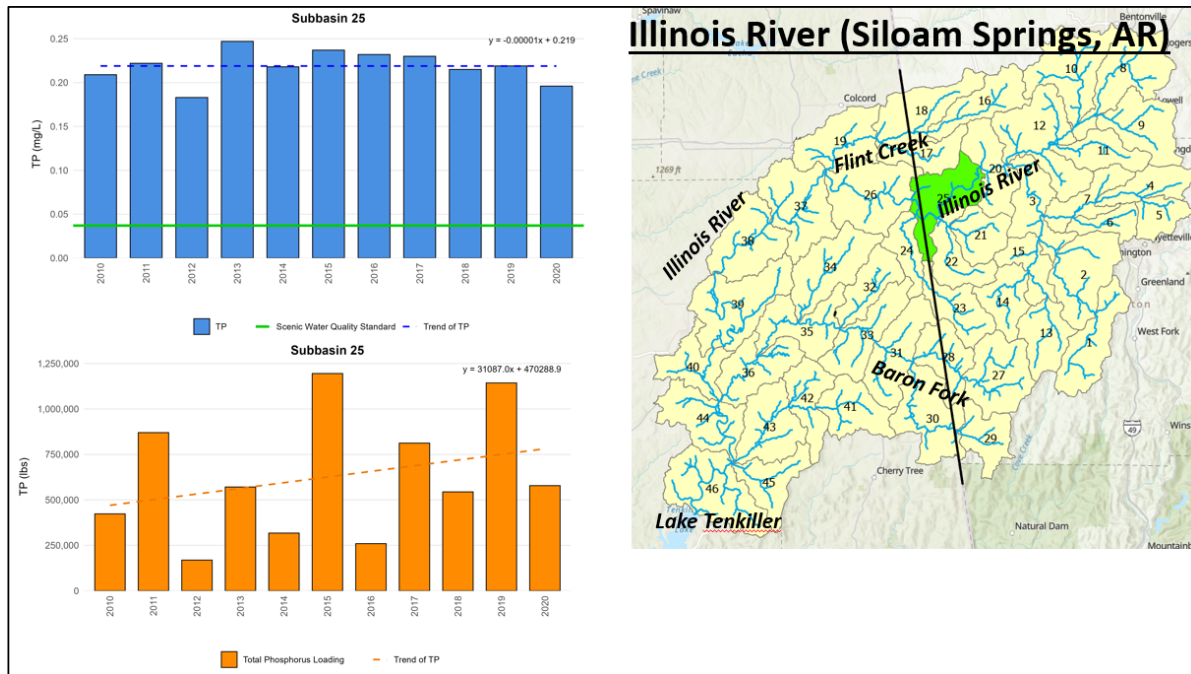 Subbasin 25
y = -0.00001x + 0.219
TP (mg/L)
0.25
0.20
0.15
0.10
0.05
0.00
2010 2011 2012 2013 2014 2015 2016 2017 2018 2019 2020
TP Scenic Water Quality Standard Trend of TP
Subbasin 25
y = 31087.0x + 470288.9
TP (lbs)
1,250,000
1,000,000
750,000
500,000
250,000
0
2010 2011 2012 2013 2014 2015 2016 2017 2018 2019 2020
Total Phosphorus Loading Trend of TP
Spavinaw
Bentonville
Illinois River (Siloam Springs, AR)
10 8
Colcord
18 16
Lowell
12 9
19 17
Flint Creek
11
1269 ft
20
25
Illinois River
26
4
7
37
3
6 5
Fayetteville
Illinois River
38
24 21
22 15
34
2
Greenland
32
39
23 14
West Fork
35 33
13
1
31 28
40 36
27
Baron Fork
42 41
44
30
43
29
49
Cherry Tree
45
46
Lake Tenkiller
Natural Dam